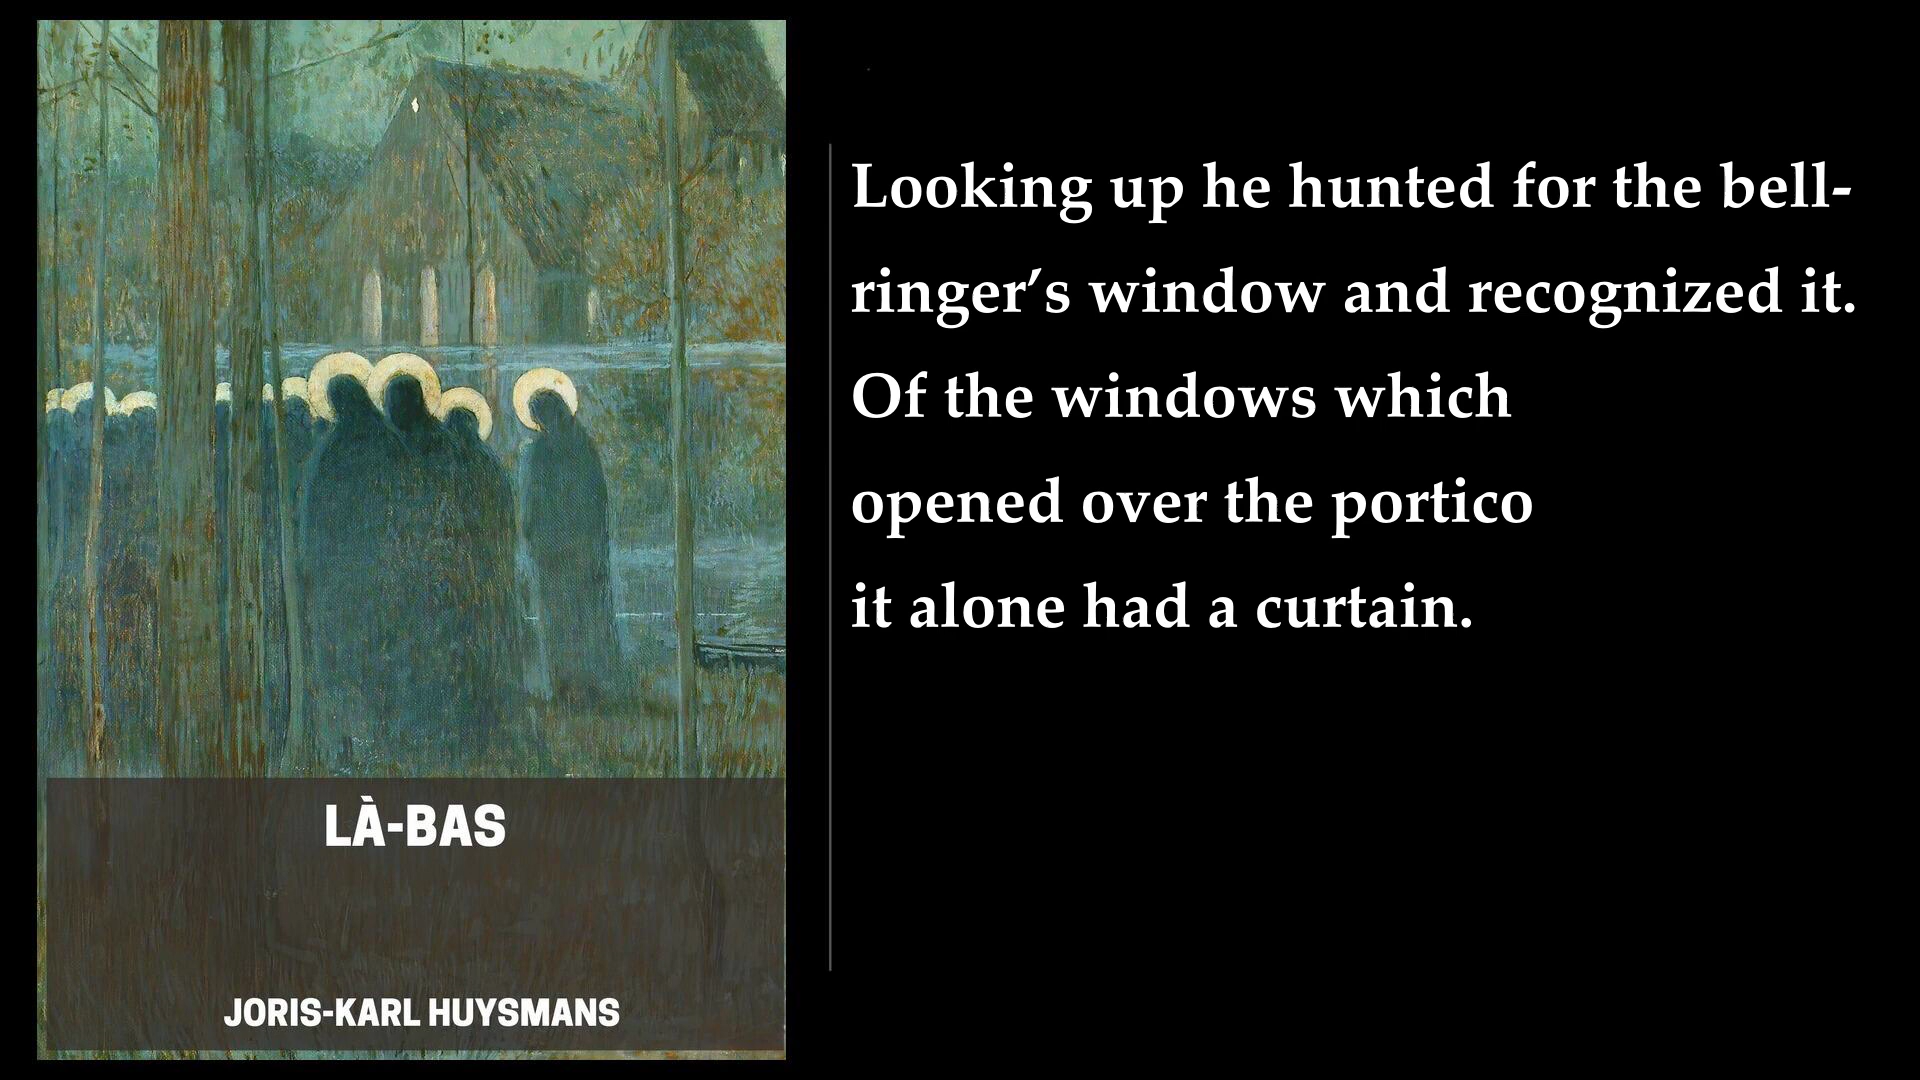 LÀ-BAS
JORIS-KARL HUYSMANS
Looking up he hunted for the bell-
ringer’s window and recognized it.
Of the windows which
opened over the portico
it alone had a curtain.